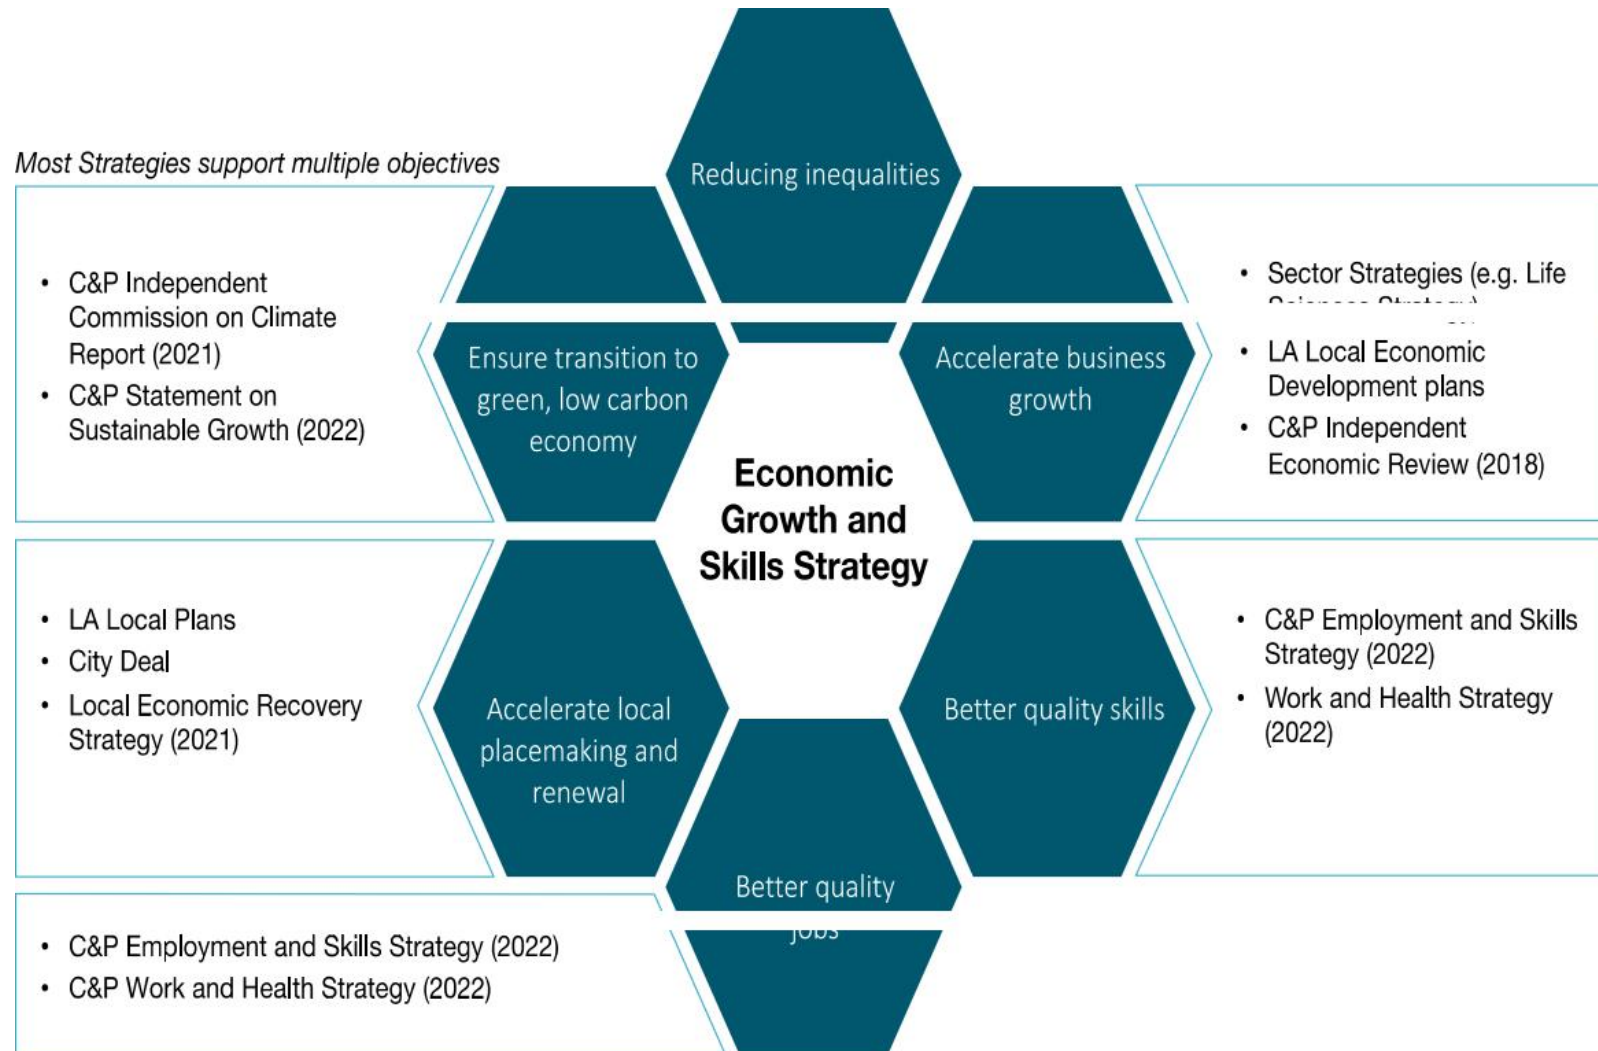 Reducing inequalities
Most Strategies support multiple objectives
• C&P Independent
Commission on Climate
Report (2021)
• C&P Statement on
Sustainable Growth (2022)
Ensure transition to
green, low carbon
economy
Accelerate business
growth
• Sector Strategies (e.g. Life
• LA Local Economic
Development plans
• C&P Independent
Economic Review (2018)
Economic
Growth and
Skills Strategy
• LA Local Plans
• City Deal
• Local Economic Recovery
Strategy (2021)
Accelerate local
placemaking and
renewal
Better quality skills
• C&P Employment and Skills
Strategy (2022)
• Work and Health Strategy
(2022)
Better quality
jobs
• C&P Employment and Skills Strategy (2022)
• C&P Work and Health Strategy (2022)